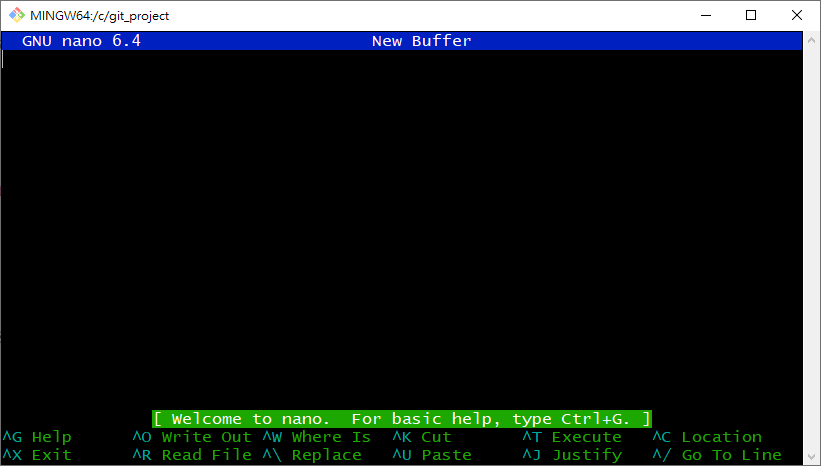 MINGW64:/c/git_project
GNU nano 6.4 New Buffer
[ Welcome to nano.  For basic help, type Ctrl+G. ]
^G Help ^O Write Out ^W Where Is ^K Cut ^T Execute ^C Location
^X Exit ^R Read File ^\ Replace ^U Paste ^J Justify ^/ Go To Line